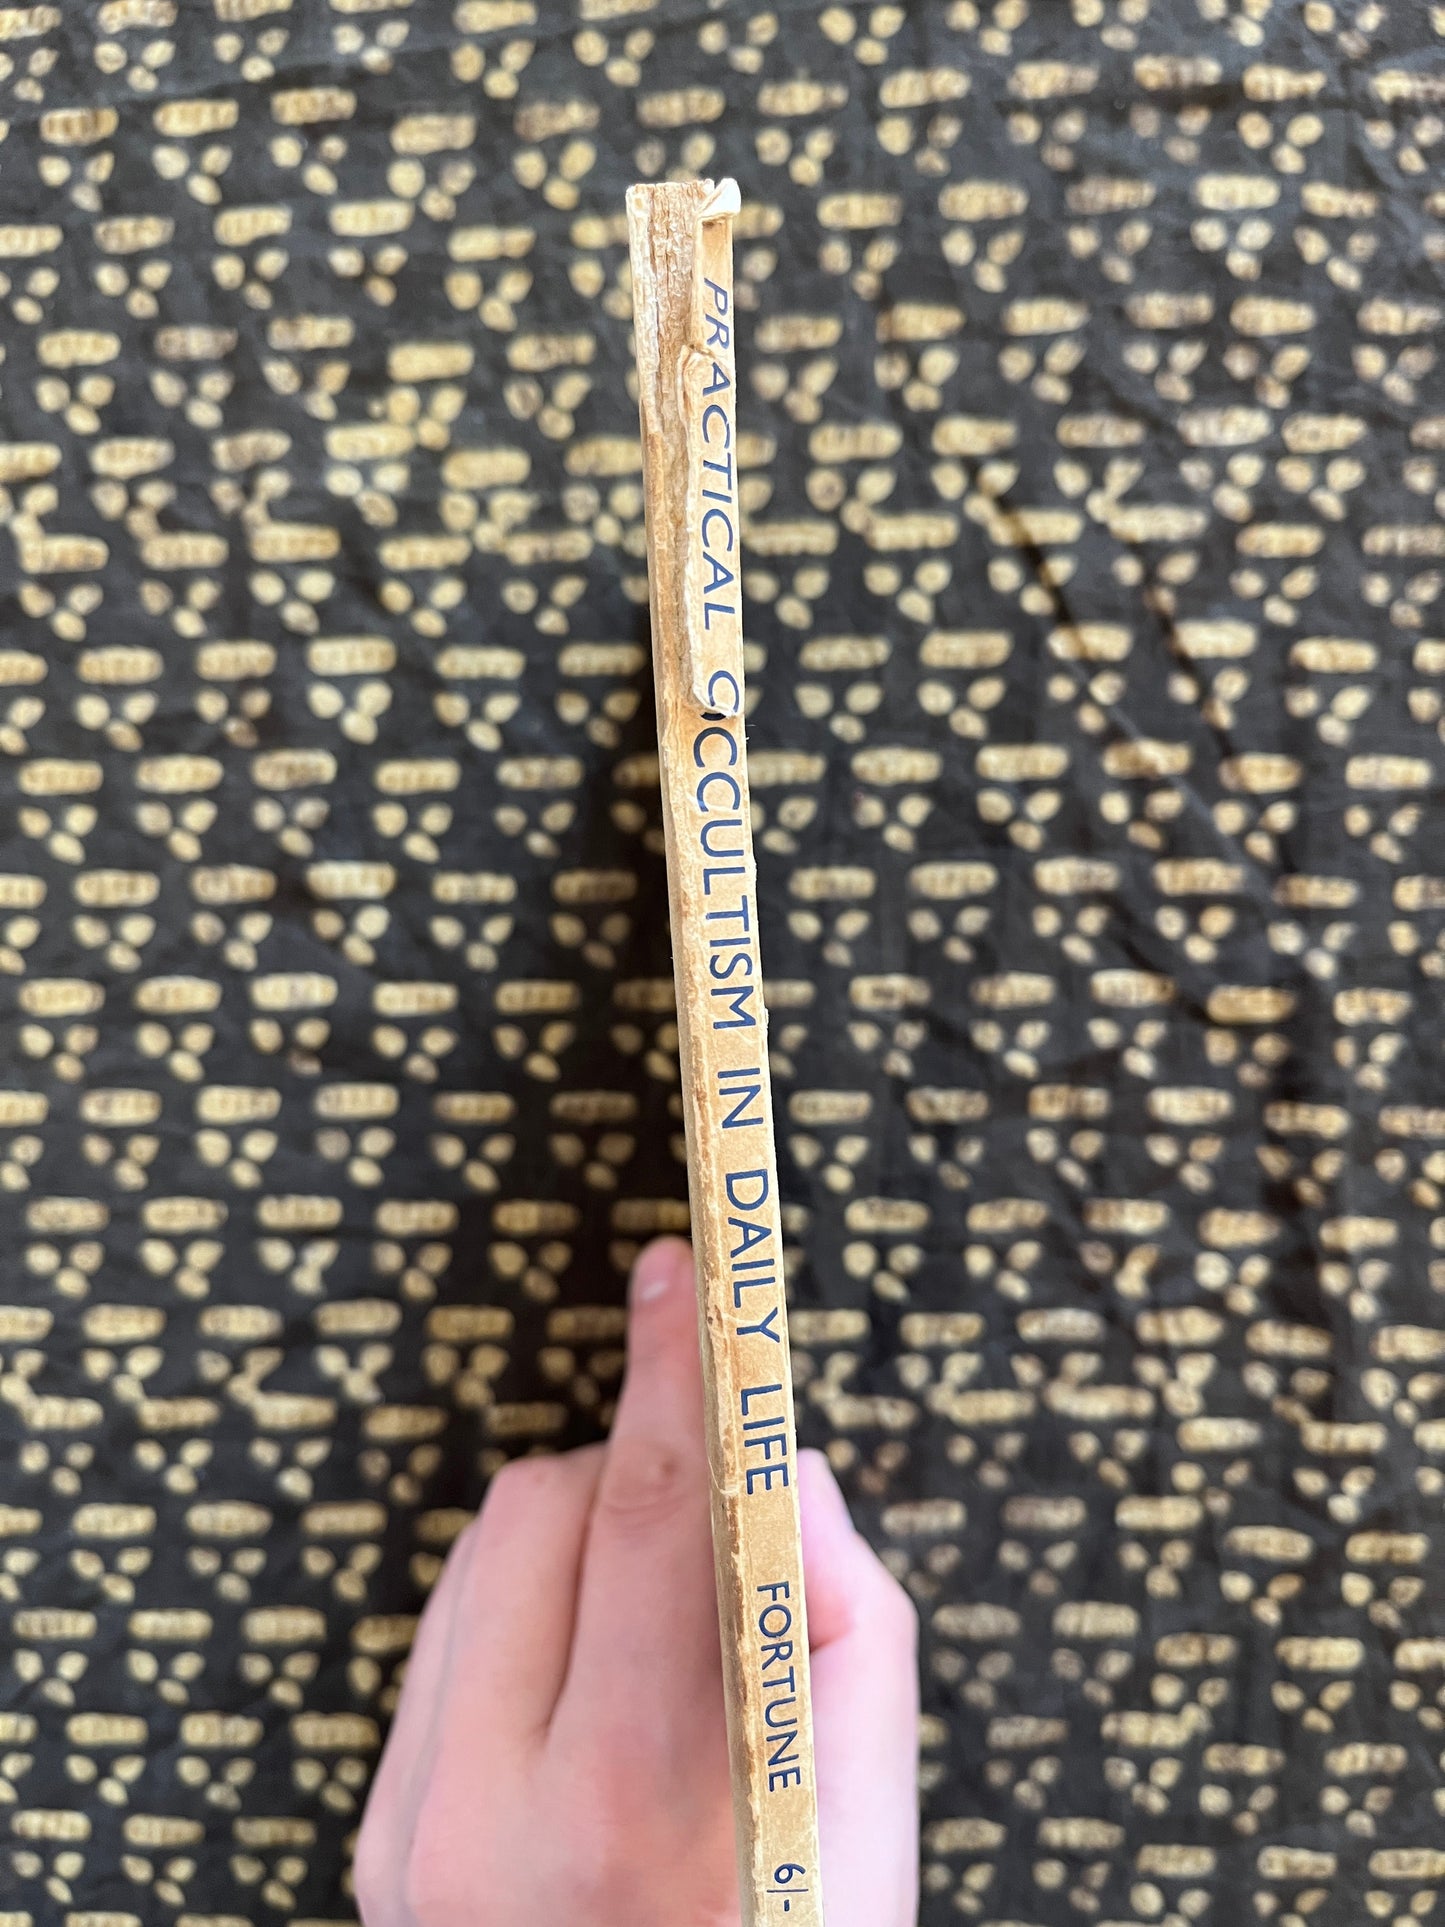 PRACTICAL OCCULTISM IN DAILY LIFE FORTUNE 6/-